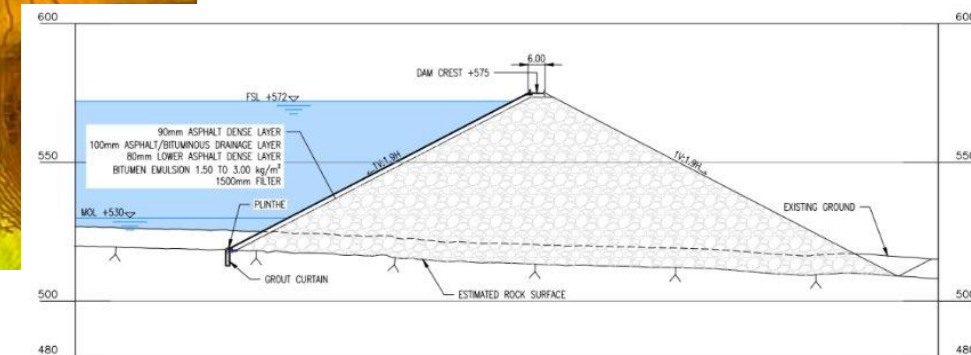 600
600
6.00
DAM CREST +575
FSL +572
90mm ASPHALT DENSE LAYER
100mm ASPHALT/BITUMINOUS DRAINAGE LAYER
80mm LOWER ASPHALT DENSE LAYER
BITUMEN EMULSION 1.50 TO 3.00 kg/m²
1500mm FILTER
1V:1.9H
1V:1.9H
550
550
MOL +530
PLINTHE
EXISTING GROUND
GROUT CURTAIN
ESTIMATED ROCK SURFACE
500
500
480
480